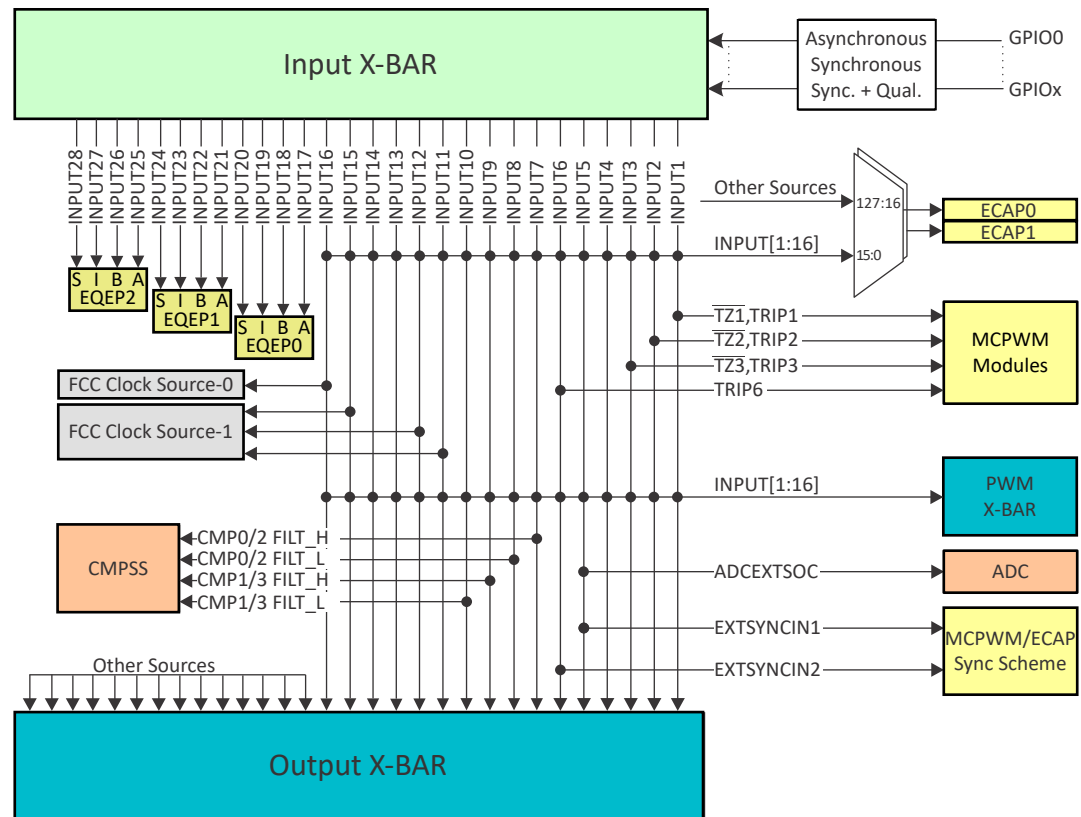 Input X-BAR
Asynchronous
Synchronous
Sync. + Qual.
GPIO0
GPIOx
INPUT28
INPUT27
INPUT26
INPUT25
INPUT24
INPUT23
INPUT22
INPUT21
INPUT20
INPUT19
INPUT18
INPUT17
INPUT16
INPUT15
INPUT14
INPUT13
INPUT12
INPUT11
INPUT10
INPUT9
INPUT8
INPUT7
INPUT6
INPUT5
INPUT4
INPUT3
INPUT2
INPUT1
Other Sources
127:16
ECAP0
ECAP1
INPUT[1:16]
15:0
S I B A
EQEP2
S I B A
EQEP1
S I B A
EQEP0
TZ1,TRIP1
TZ2,TRIP2
TZ3,TRIP3
TRIP6
MCPWM
Modules
FCC Clock Source-0
FCC Clock Source-1
INPUT[1:16]
PWM
X-BAR
CMPSS
CMP0/2 FILT_H
CMP0/2 FILT_L
CMP1/3 FILT_H
CMP1/3 FILT_L
ADCEXTSOC
ADC
EXTSYNCIN1
EXTSYNCIN2
MCPWM/ECAP
Sync Scheme
Other Sources
Output X-BAR